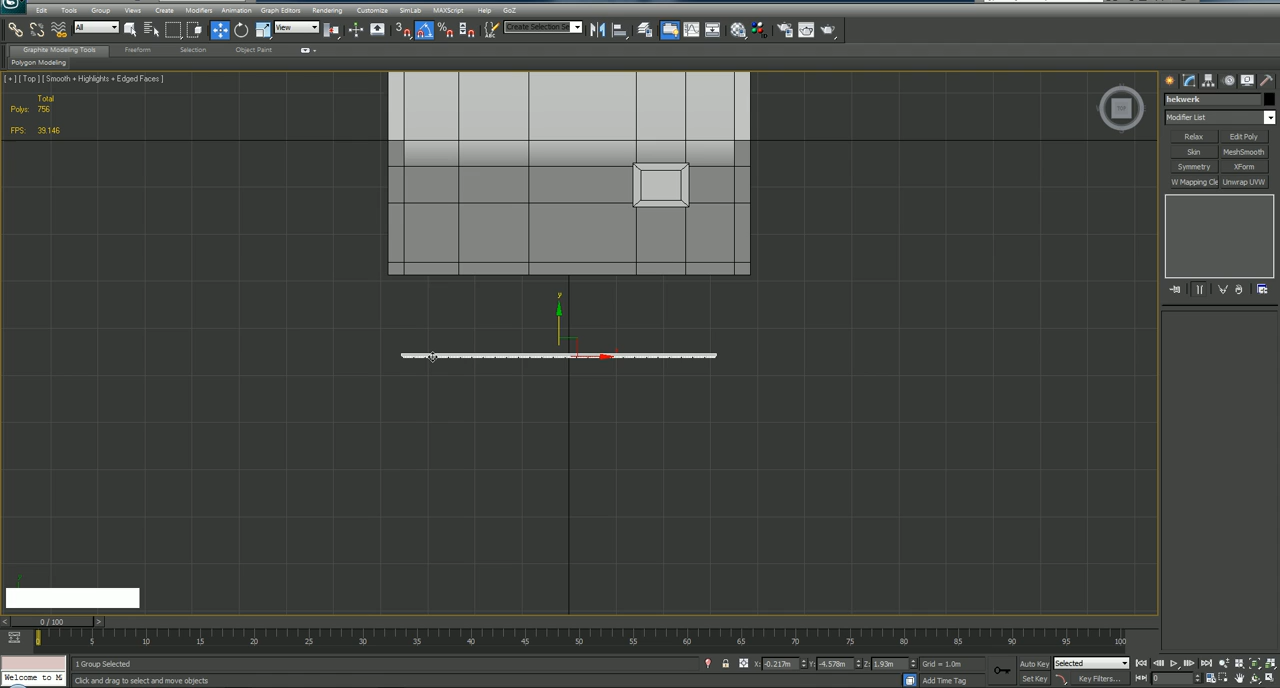 Edit Tools Group Views Create Modifiers Animation Graph Editors Rendering Customize SimLab MAXScript Help GoZ
All View 3 Create Selection Se
Graphite Modeling Tools Freeform Selection Object Paint
Polygon Modeling
[ + ] [ Top ] [ Smooth + Highlights + Edged Faces ]
Total
Polys: 756
FPS: 39.146
TOP
y
hekwerk
Modifier List
Relax Edit Poly
Skin MeshSmooth
Symmetry XForm
W Mapping Cle Unwrap UVW
< 0 / 100 >
0 5 10 15 20 25 30 35 40 45 50 55 60 65 70 75 80 85 90 95 100
1 Group Selected X: -0.217m Y: -4.578m Z: 1.93m Grid = 1.0m Auto Key Selected
Welcome to M Click and drag to select and move objects Add Time Tag Set Key Key Filters... 0